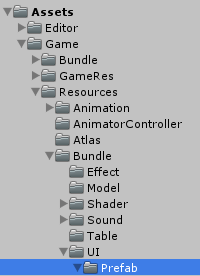 Assets
Editor
Game
Bundle
GameRes
Resources
Animation
AnimatorController
Atlas
Bundle
Effect
Model
Shader
Sound
Table
UI
Prefab